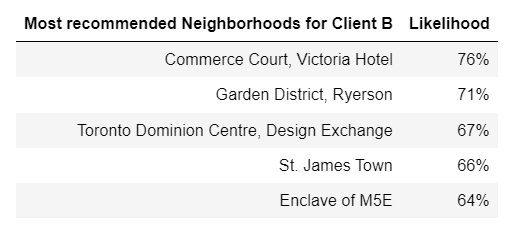 Most recommended Neighborhoods for Client B Likelihood
Commerce Court, Victoria Hotel 76%
Garden District, Ryerson 71%
Toronto Dominion Centre, Design Exchange 67%
St. James Town 66%
Enclave of M5E 64%